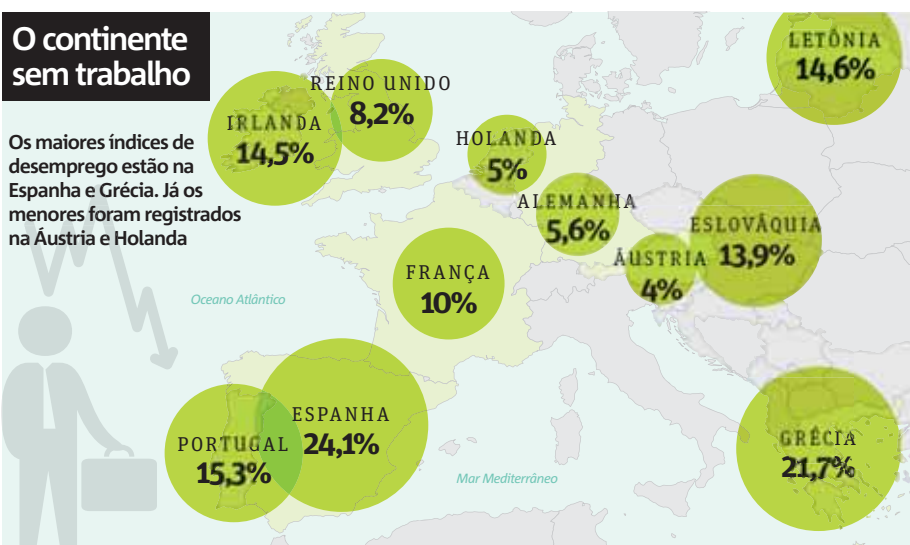 O continente
sem trabalho
Os maiores índices de
desemprego estão na
Espanha e Grécia. Já os
menores foram registrados
na Áustria e Holanda
LETÔNIA
14,6%
REINO UNIDO
8,2%
IRLANDA
14,5%
HOLANDA
5%
ALEMANHA
5,6%
ESLOVÁQUIA
13,9%
ÁUSTRIA
4%
FRANÇA
10%
Oceano Atlântico
ESPANHA
24,1%
PORTUGAL
15,3%
GRÉCIA
21,7%
Mar Mediterrâneo